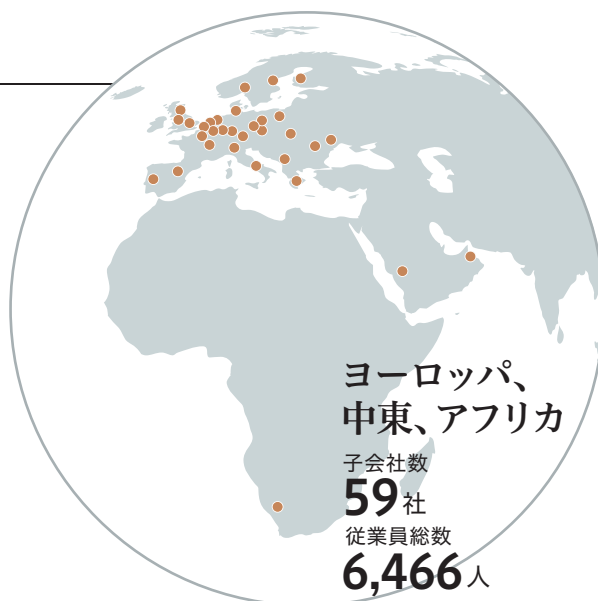 ヨーロッパ、
中東、アフリカ
子会社数
59社
従業員総数
6,466人